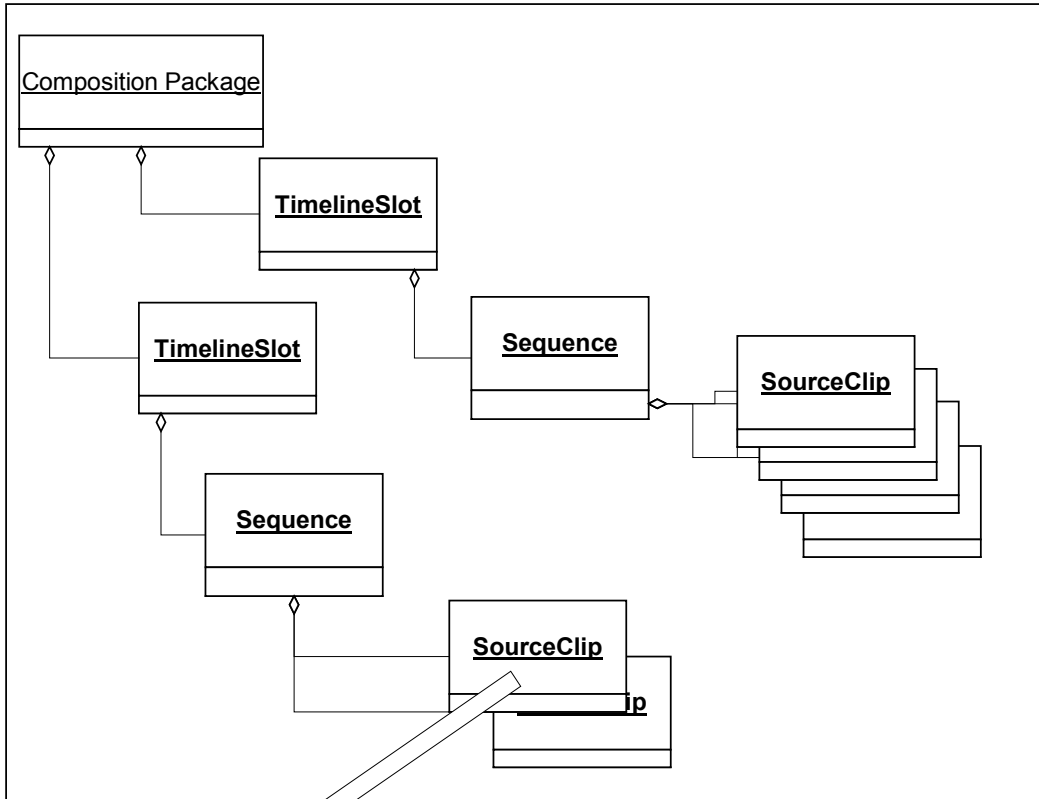 Composition Package
TimelineSlot
TimelineSlot
Sequence
SourceClip
Sequence
SourceClip